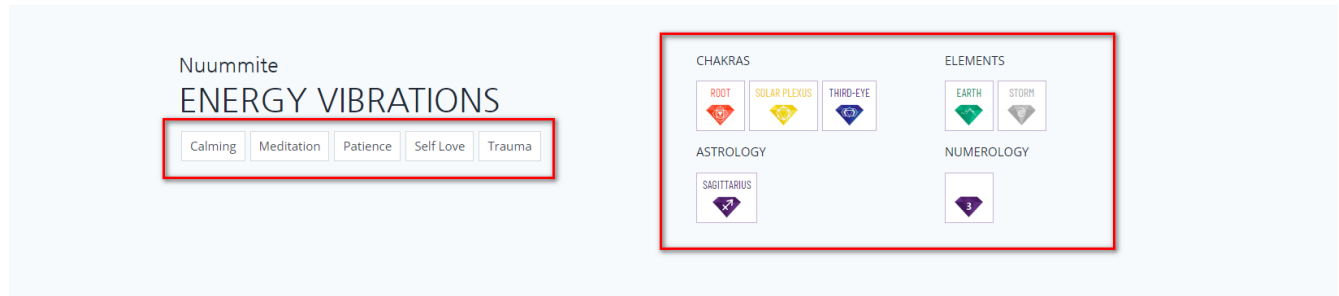 Nuummite
ENERGY VIBRATIONS
Calming Meditation Patience Self Love Trauma
CHAKRAS
ROOT SOLAR PLEXUS THIRD-EYE
ELEMENTS
EARTH STORM
ASTROLOGY
SAGITTARIUS
NUMEROLOGY
3